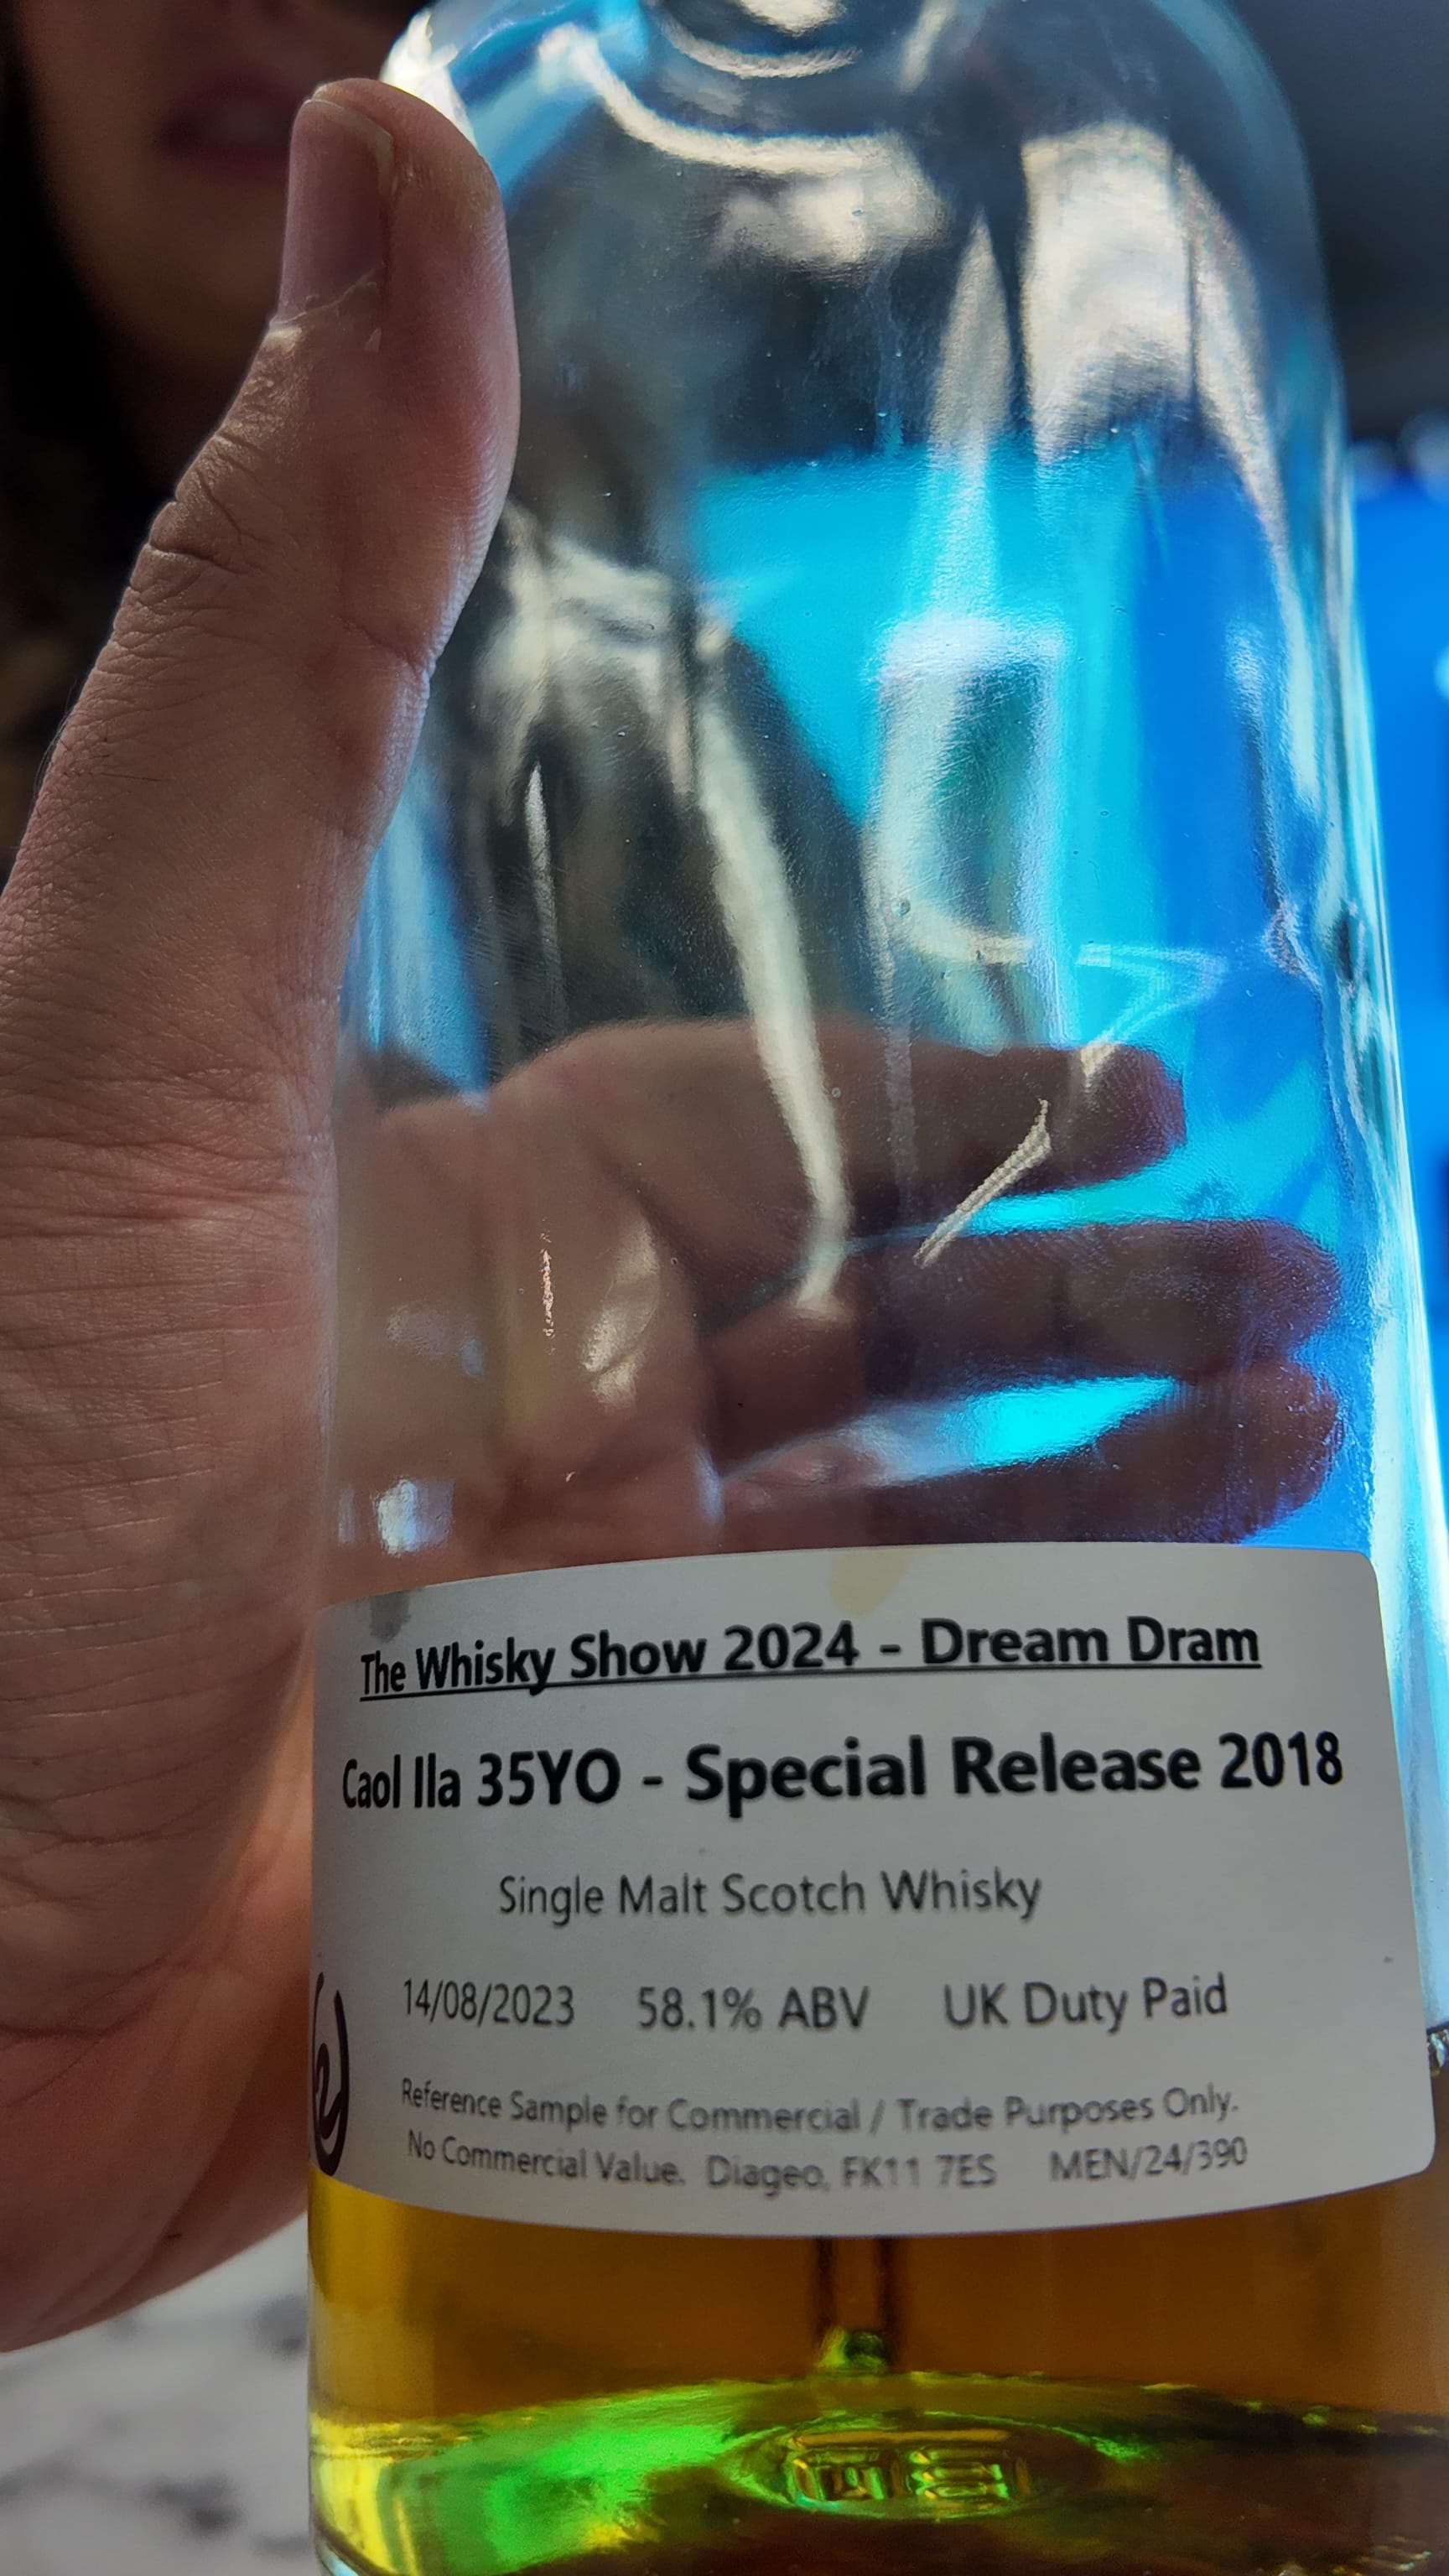 The Whisky Show 2024 - Dream Dram
Caol Ila 35YO - Special Release 2018
Single Malt Scotch Whisky
14/08/2023 58.1% ABV UK Duty Paid
Reference Sample for Commercial / Trade Purposes Only.
No Commercial Value. Diageo, FK11 7ES MEN/24/390